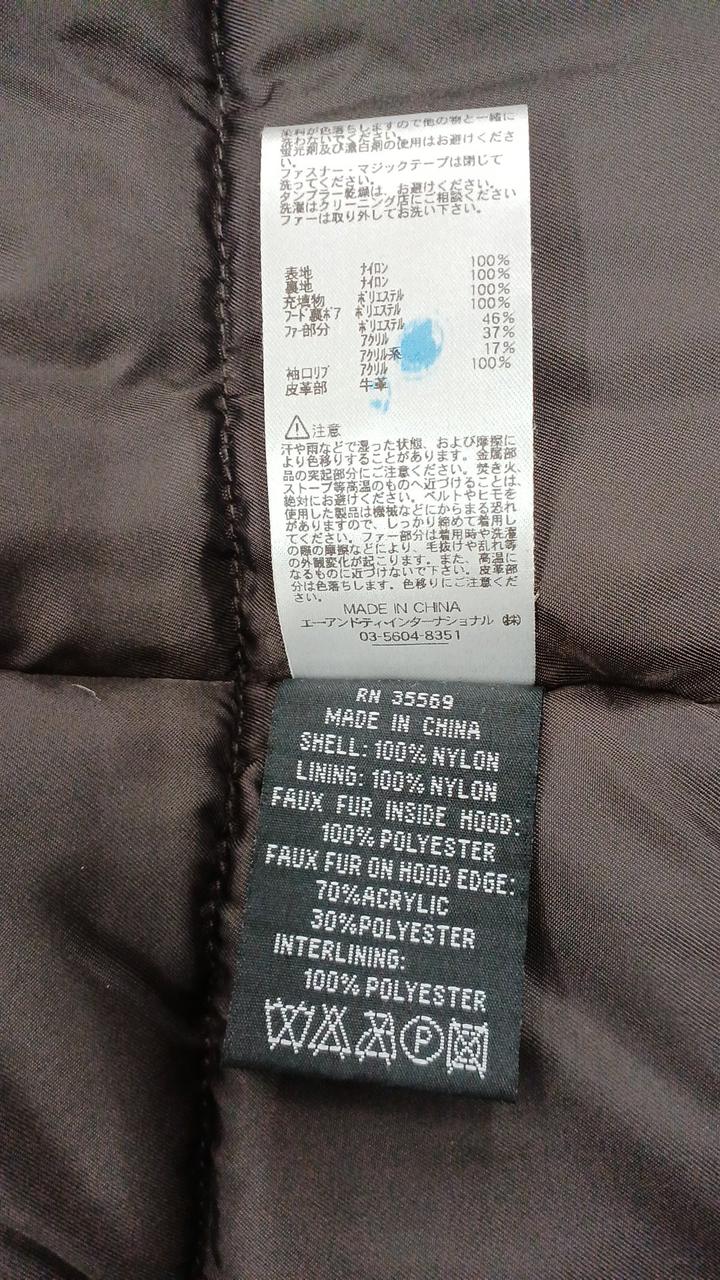 染料が色落ちしますので他の物と一緒に
洗わないでください。
蛍光剤及び漂白剤の使用はお避けくださ
い。
ファスナー・マジックテープは閉じて
洗ってください。
タンブラー乾燥は、お避けください。
洗濯はクリーニング店にご相談ください
ファーは取り外してお洗い下さい。
表地 ナイロン 100%
裏地 ナイロン 100%
充填物 ポリエステル 100%
フード裏ボア ポリエステル 100%
ファー部分 ポリエステル 46%
アクリル 37%
アクリル系 17%
袖口リブ アクリル 100%
皮革部 牛革
注意
汗や雨などで湿った状態、および摩擦に
より色移りすることがあります。金属部
品の突起部分にご注意ください。焚き火、
ストーブ等高温のものへ近づけることは、
絶対にお避けください。ベルトやヒモを
使用した製品は機械などにからまる恐れ
がありますので、しっかり締めて着用し
てください。ファー部分は着用時や洗濯
の際の摩擦などにより、毛抜けや乱れ等
の外観変化が起こります。また、高温に
なるものに近づけないで下さい。皮革部
分は色落ちします。色移りにご注意くだ
さい。
MADE IN CHINA
エーアンドティ・インターナショナル ㈱
03-5604-8351
RN 35569
MADE IN CHINA
SHELL: 100% NYLON
LINING: 100% NYLON
FAUX FUR INSIDE HOOD:
100% POLYESTER
FAUX FUR ON HOOD EDGE:
70%ACRYLIC
30%POLYESTER
INTERLINING:
100% POLYESTER
P